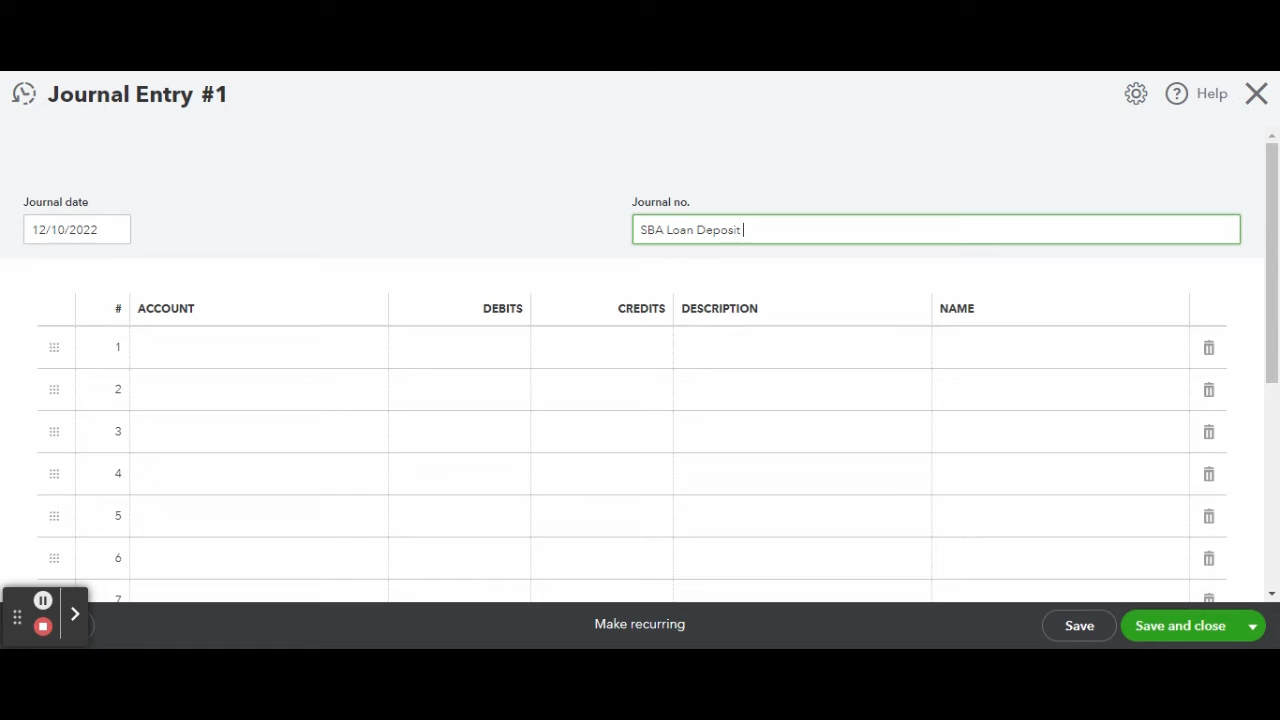 Journal Entry #1
Help
Journal date
Journal no.
12/10/2022
SBA Loan Deposit
# ACCOUNT DEBITS CREDITS DESCRIPTION NAME
1
2
3
4
5
6
7
Make recurring
Save
Save and close